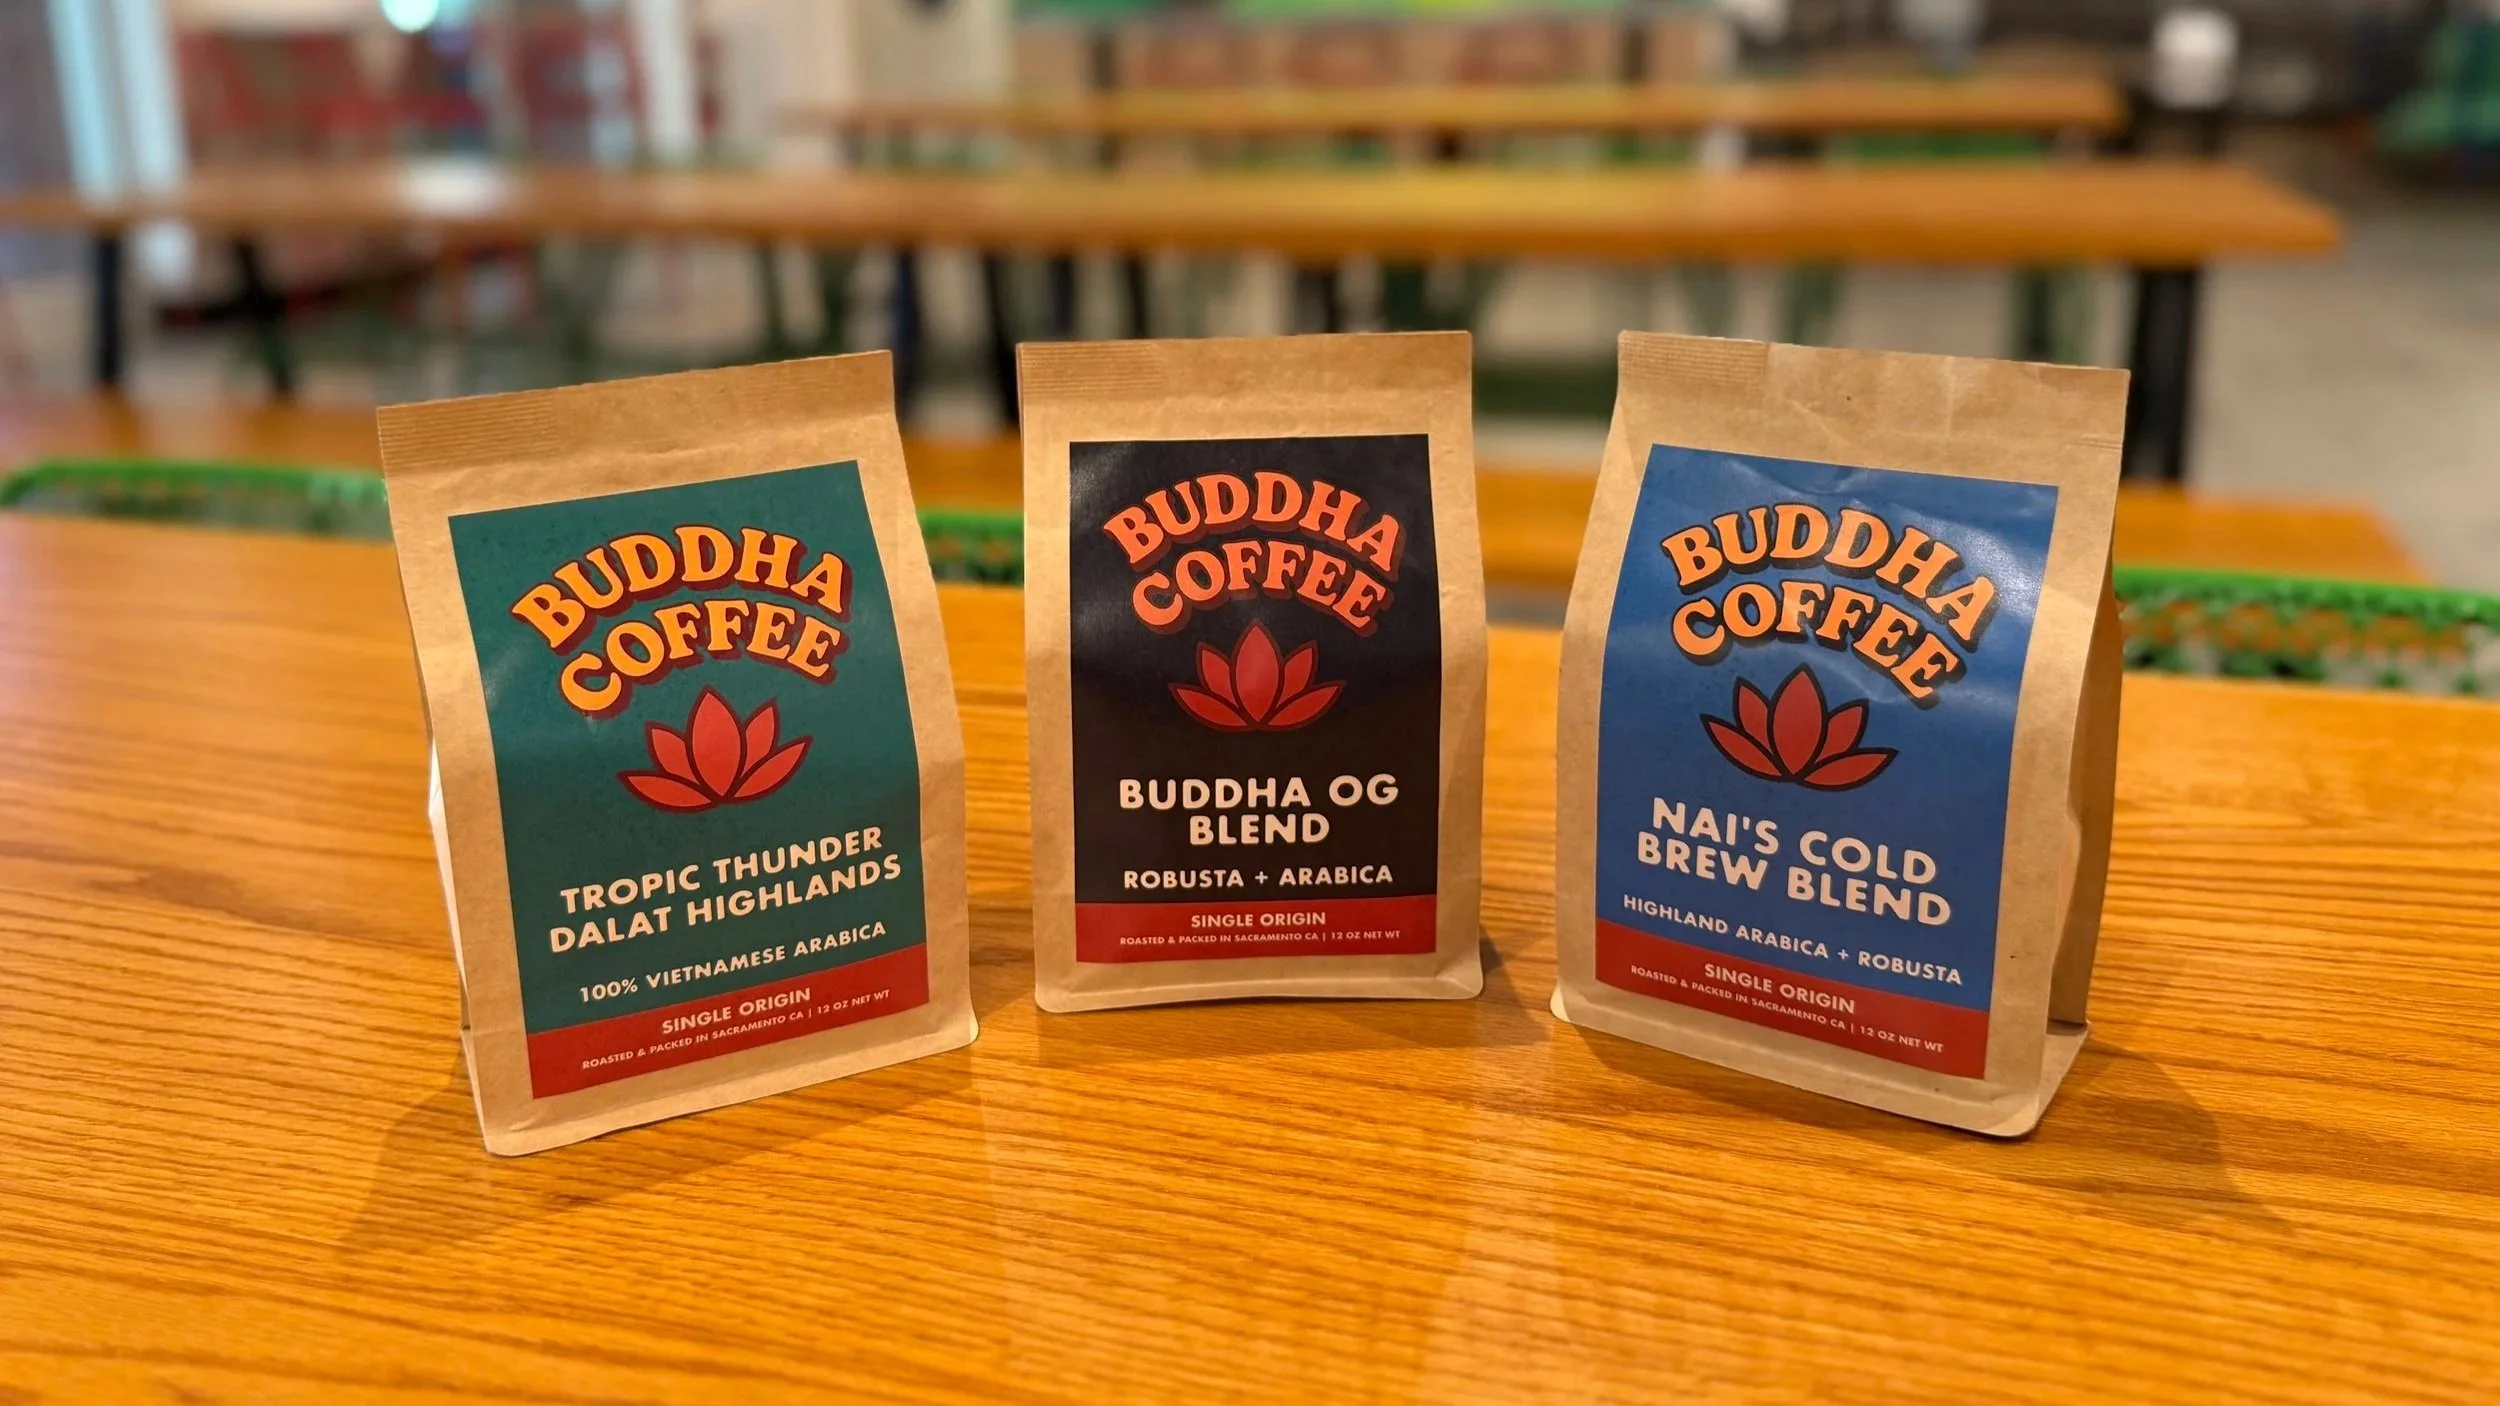 BUDDHA
COFFEE
TROPIC THUNDER
DALAT HIGHLANDS
100% VIETNAMESE ARABICA
SINGLE ORIGIN
ROASTED & PACKED IN SACRAMENTO CA | 12 OZ NET WT
BUDDHA
COFFEE
BUDDHA OG
BLEND
ROBUSTA + ARABICA
SINGLE ORIGIN
ROASTED & PACKED IN SACRAMENTO CA | 12 OZ NET WT
BUDDHA
COFFEE
NAI'S COLD
BREW BLEND
HIGHLAND ARABICA + ROBUSTA
SINGLE ORIGIN
ROASTED & PACKED IN SACRAMENTO CA | 12 OZ NET WT